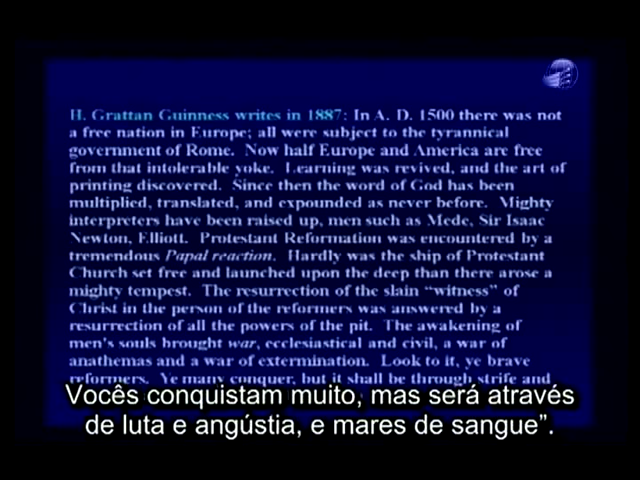 H. Grattan Guinness writes in 1887: In A. D. 1500 there was not
a free nation in Europe; all were subject to the tyrannical
government of Rome. Now half Europe and America are free
from that intolerable yoke. Learning was revived, and the art of
printing discovered. Since then the word of God has been
multiplied, translated, and expounded as never before. Mighty
interpreters have been raised up, men such as Mede, Sir Isaac
Newton, Elliott. Protestant Reformation was encountered by a
tremendous Papal reaction. Hardly was the ship of Protestant
Church set free and launched upon the deep than there arose a
mighty tempest. The resurrection of the slain “witness” of
Christ in the person of the reformers was answered by a
resurrection of all the powers of the pit. The awakening of
men's souls brought war, ecclesiastical and civil, a war of
anathemas and a war of extermination. Look to it, ye brave
reformers. Ye many conquer, but it shall be through strife and
Vocês conquistam muito, mas será através
de luta e angústia, e mares de sangue”.